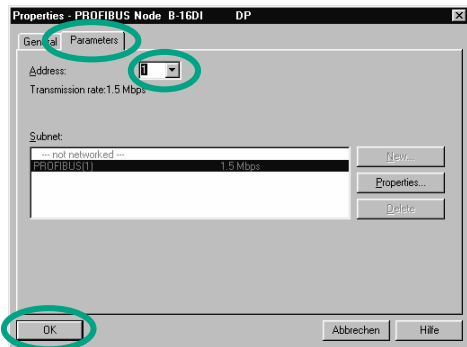 Properties - PROFIBUS Node B-16DI DP
General Parameters
Address: 1
Transmission rate:1.5 Mbps
Subnet:
--- not networked ---
PROFIBUS(1) 1.5 Mbps
New...
Properties...
Delete
OK Abbrechen Hilfe